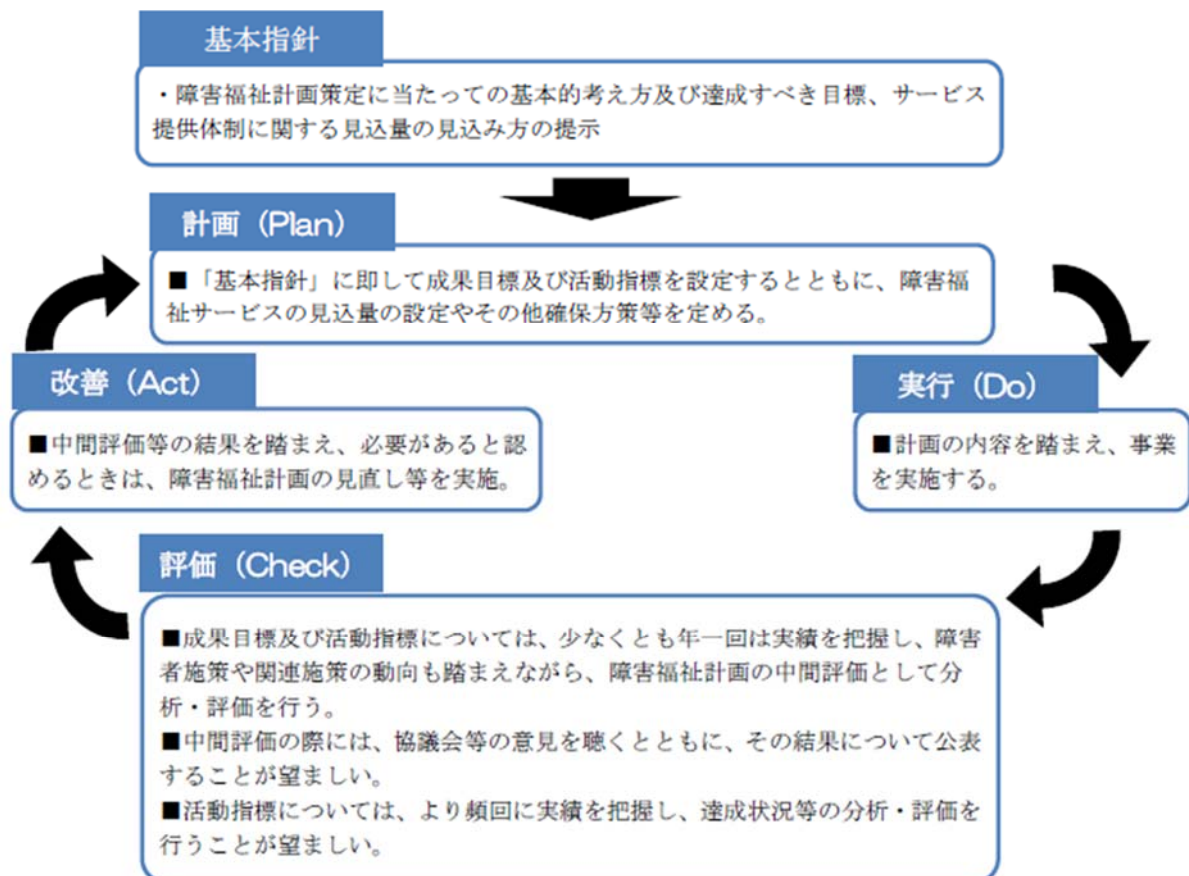 基本指針
・障害福祉計画策定に当たっての基本的考え方及び達成すべき目標、サービス
提供体制に関する見込量の見込み方の提示
計画（Plan）
■「基本指針」に即して成果目標及び活動指標を設定するとともに、障害福
祉サービスの見込量の設定やその他確保方策等を定める。
実行（Do）
■計画の内容を踏まえ、事業
を実施する。
評価（Check）
■成果目標及び活動指標については、少なくとも年一回は実績を把握し、障害
者施策や関連施策の動向も踏まえながら、障害福祉計画の中間評価として分
析・評価を行う。
■中間評価の際には、協議会等の意見を聴くとともに、その結果について公表
することが望ましい。
■活動指標については、より頻回に実績を把握し、達成状況等の分析・評価を
行うことが望ましい。
改善（Act）
■中間評価等の結果を踏まえ、必要があると認
めるときは、障害福祉計画の見直し等を実施。